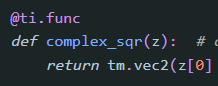 @ti.func
def complex_sqr(z):  #
return tm.vec2(z[0]